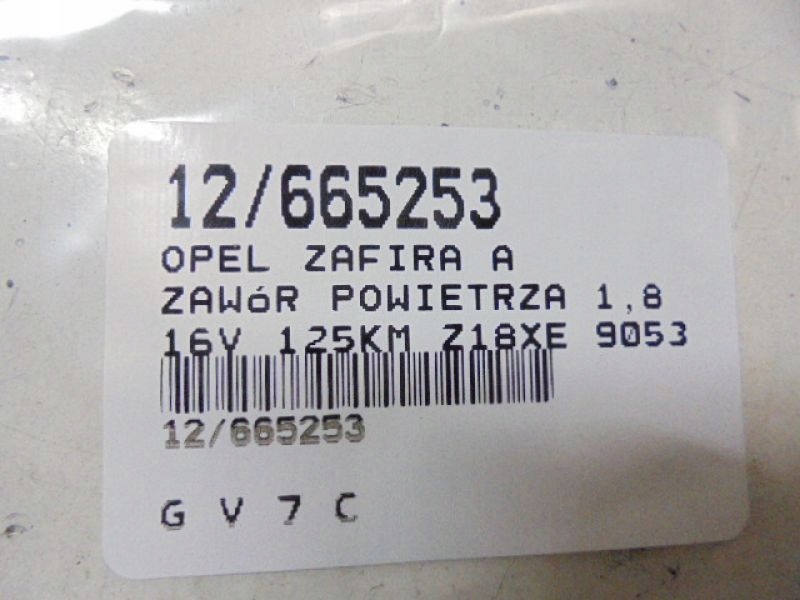 12/665253
OPEL ZAFIRA A
ZAWóR POWIETRZA 1,8
16V 125KM Z18XE 9053
12/665253
G V 7 C